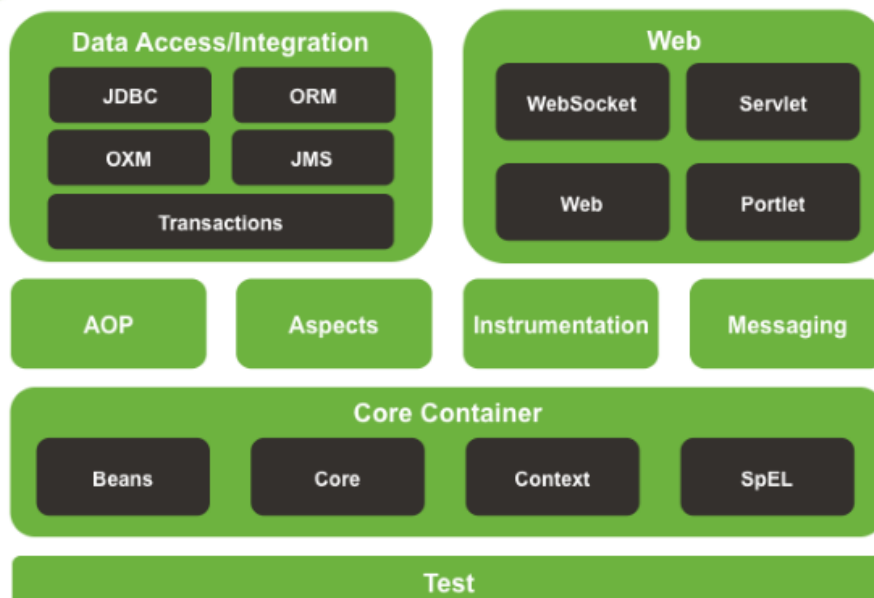 Data Access/Integration
JDBC
ORM
OXM
JMS
Transactions
Web
WebSocket
Servlet
Web
Portlet
AOP
Aspects
Instrumentation
Messaging
Core Container
Beans
Core
Context
SpEL
Test